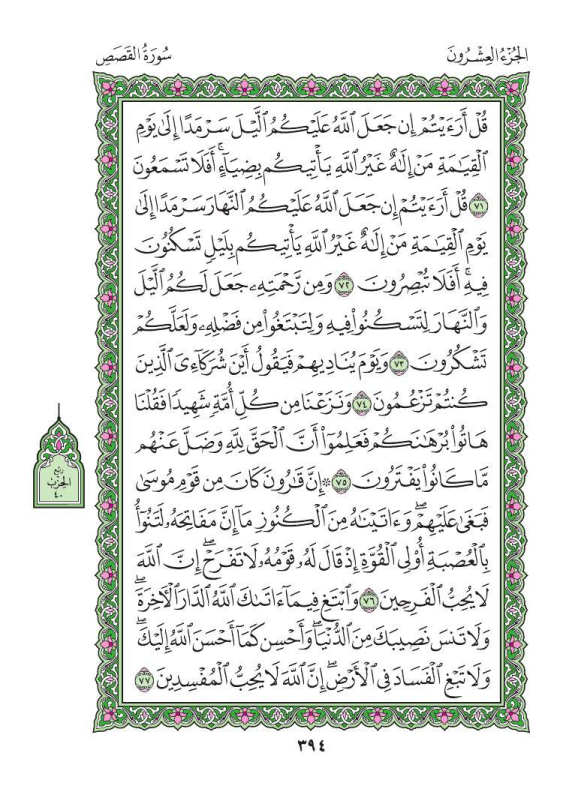 الجُزْءُ العِشْرُونَ
سُورَةُ القَصَصِ
قُلْ أَرَءَيْتُمْ إِن جَعَلَ ٱللَّهُ عَلَيْكُمُ ٱلَّيْلَ سَرْمَدًا إِلَىٰ يَوْمِ
ٱلْقِيَٰمَةِ مَنْ إِلَٰهٌ غَيْرُ ٱللَّهِ يَأْتِيكُم بِضِيَآءٍ ۖ أَفَلَا تَسْمَعُونَ
٧١ قُلْ أَرَءَيْتُمْ إِن جَعَلَ ٱللَّهُ عَلَيْكُمُ ٱلنَّهَارَ سَرْمَدًا إِلَىٰ
يَوْمِ ٱلْقِيَٰمَةِ مَنْ إِلَٰهٌ غَيْرُ ٱللَّهِ يَأْتِيكُم بِلَيْلٍ تَسْكُنُونَ
فِيهِ ۖ أَفَلَا تُبْصِرُونَ ٧٢ وَمِن رَّحْمَتِهِۦ جَعَلَ لَكُمُ ٱلَّيْلَ
وَٱلنَّهَارَ لِتَسْكُنُوا۟ فِيهِ وَلِتَبْتَغُوا۟ مِن فَضْلِهِۦ وَلَعَلَّكُمْ
تَشْكُرُونَ ٧٣ وَيَوْمَ يُنَادِيهِمْ فَيَقُولُ أَيْنَ شُرَكَآءِىَ ٱلَّذِينَ
كُنتُمْ تَزْعُمُونَ ٧٤ وَنَزَعْنَا مِن كُلِّ أُمَّةٍ شَهِيدًا فَقُلْنَا
هَاتُوا۟ بُرْهَٰنَكُمْ فَعَلِمُوٓا۟ أَنَّ ٱلْحَقَّ لِلَّهِ وَضَلَّ عَنْهُم
مَّا كَانُوا۟ يَفْتَرُونَ ٧٥ ۞ إِنَّ قَٰرُونَ كَانَ مِن قَوْمِ مُوسَىٰ
فَبَغَىٰ عَلَيْهِمْ ۖ وَءَاتَيْنَٰهُ مِنَ ٱلْكُنُوزِ مَآ إِنَّ مَفَاتِحَهُۥ لَتَنُوٓأُ
بِٱلْعُصْبَةِ أُو۟لِى ٱلْقُوَّةِ إِذْ قَالَ لَهُۥ قَوْمُهُۥ لَا تَفْرَحْ ۖ إِنَّ ٱللَّهَ
لَا يُحِبُّ ٱلْفَرِحِينَ ٧٦ وَٱبْتَغِ فِيمَآ ءَاتَىٰكَ ٱللَّهُ ٱلدَّارَ ٱلْءَاخِرَةَ ۖ
وَلَا تَنسَ نَصِيبَكَ مِنَ ٱلدُّنْيَا ۖ وَأَحْسِن كَمَآ أَحْسَنَ ٱللَّهُ إِلَيْكَ ۖ
وَلَا تَبْغِ ٱلْفَسَادَ فِى ٱلْأَرْضِ ۖ إِنَّ ٱللَّهَ لَا يُحِبُّ ٱلْمُفْسِدِينَ ٧٧
ربع
الحزب
٤٠
٣٩٤